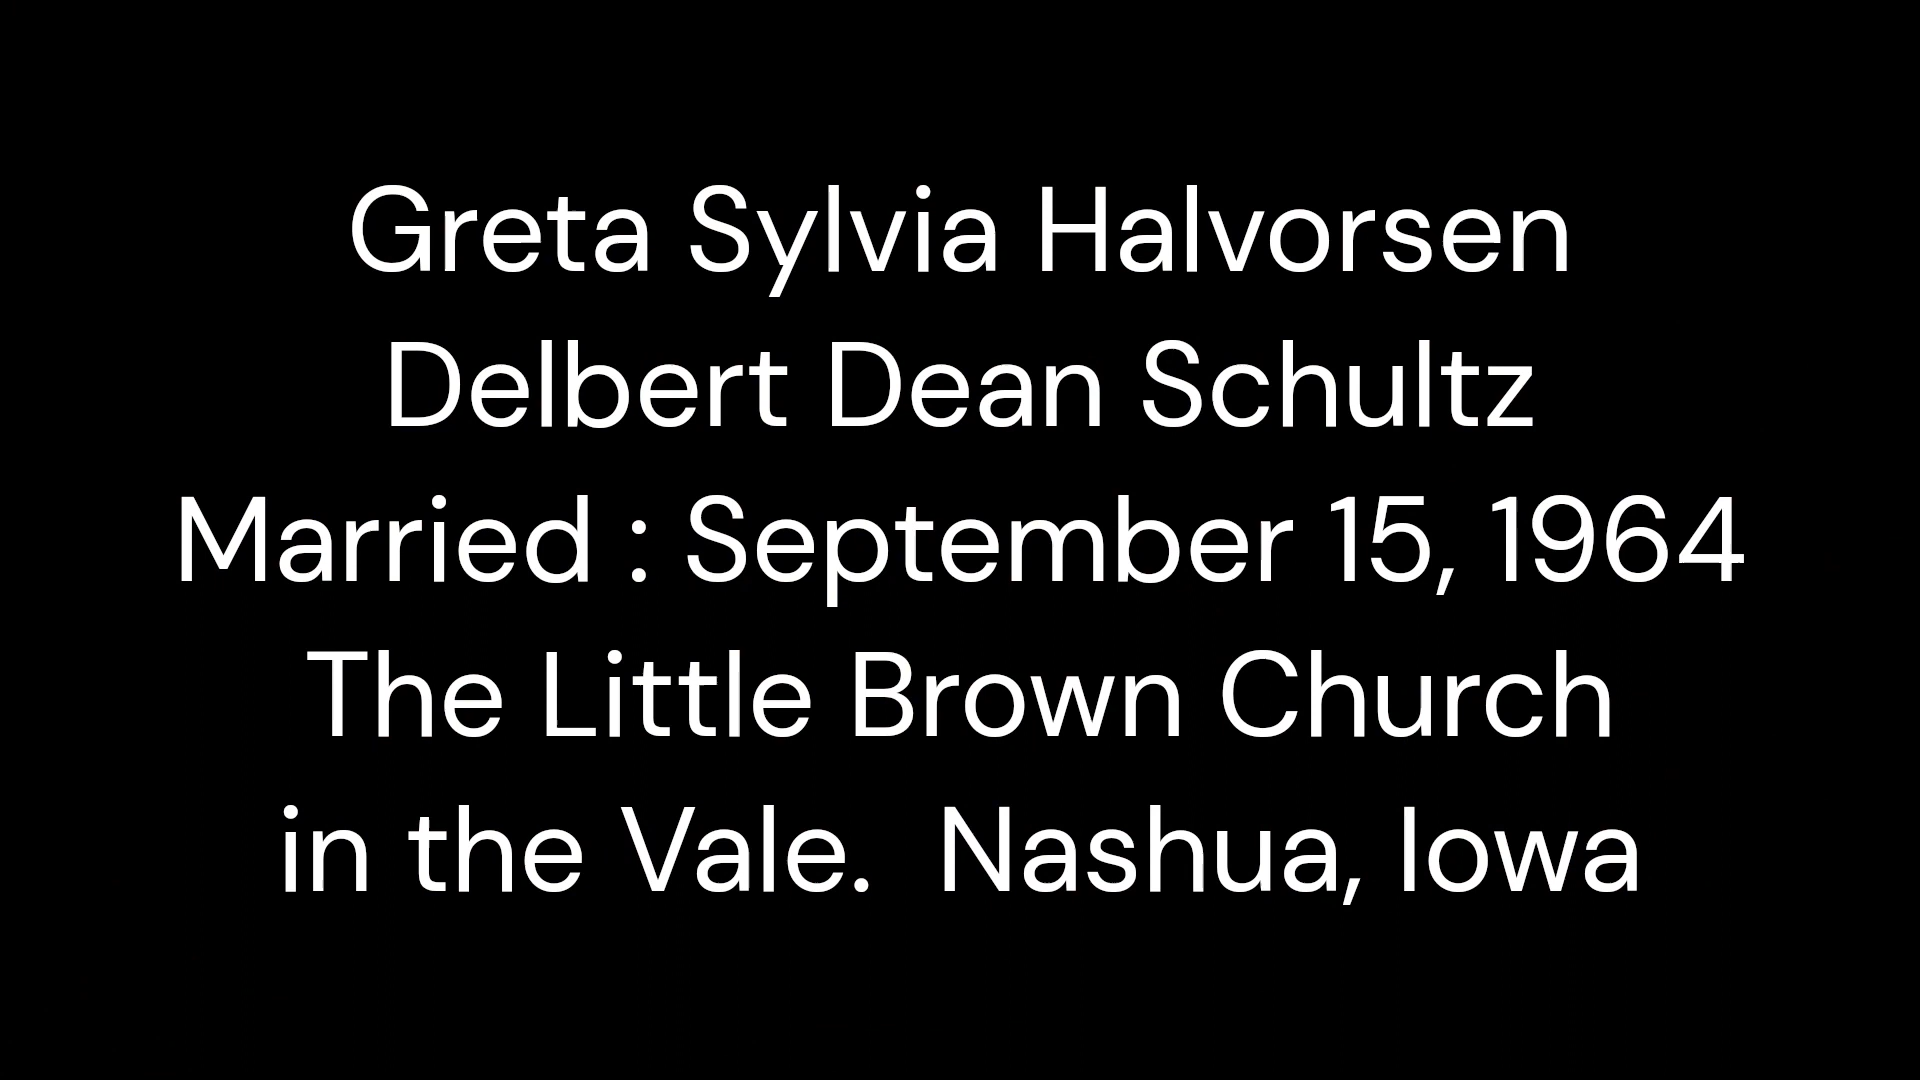 Greta Sylvia Halvorsen
Delbert Dean Schultz
Married : September 15, 1964
The Little Brown Church
in the Vale.  Nashua, Iowa